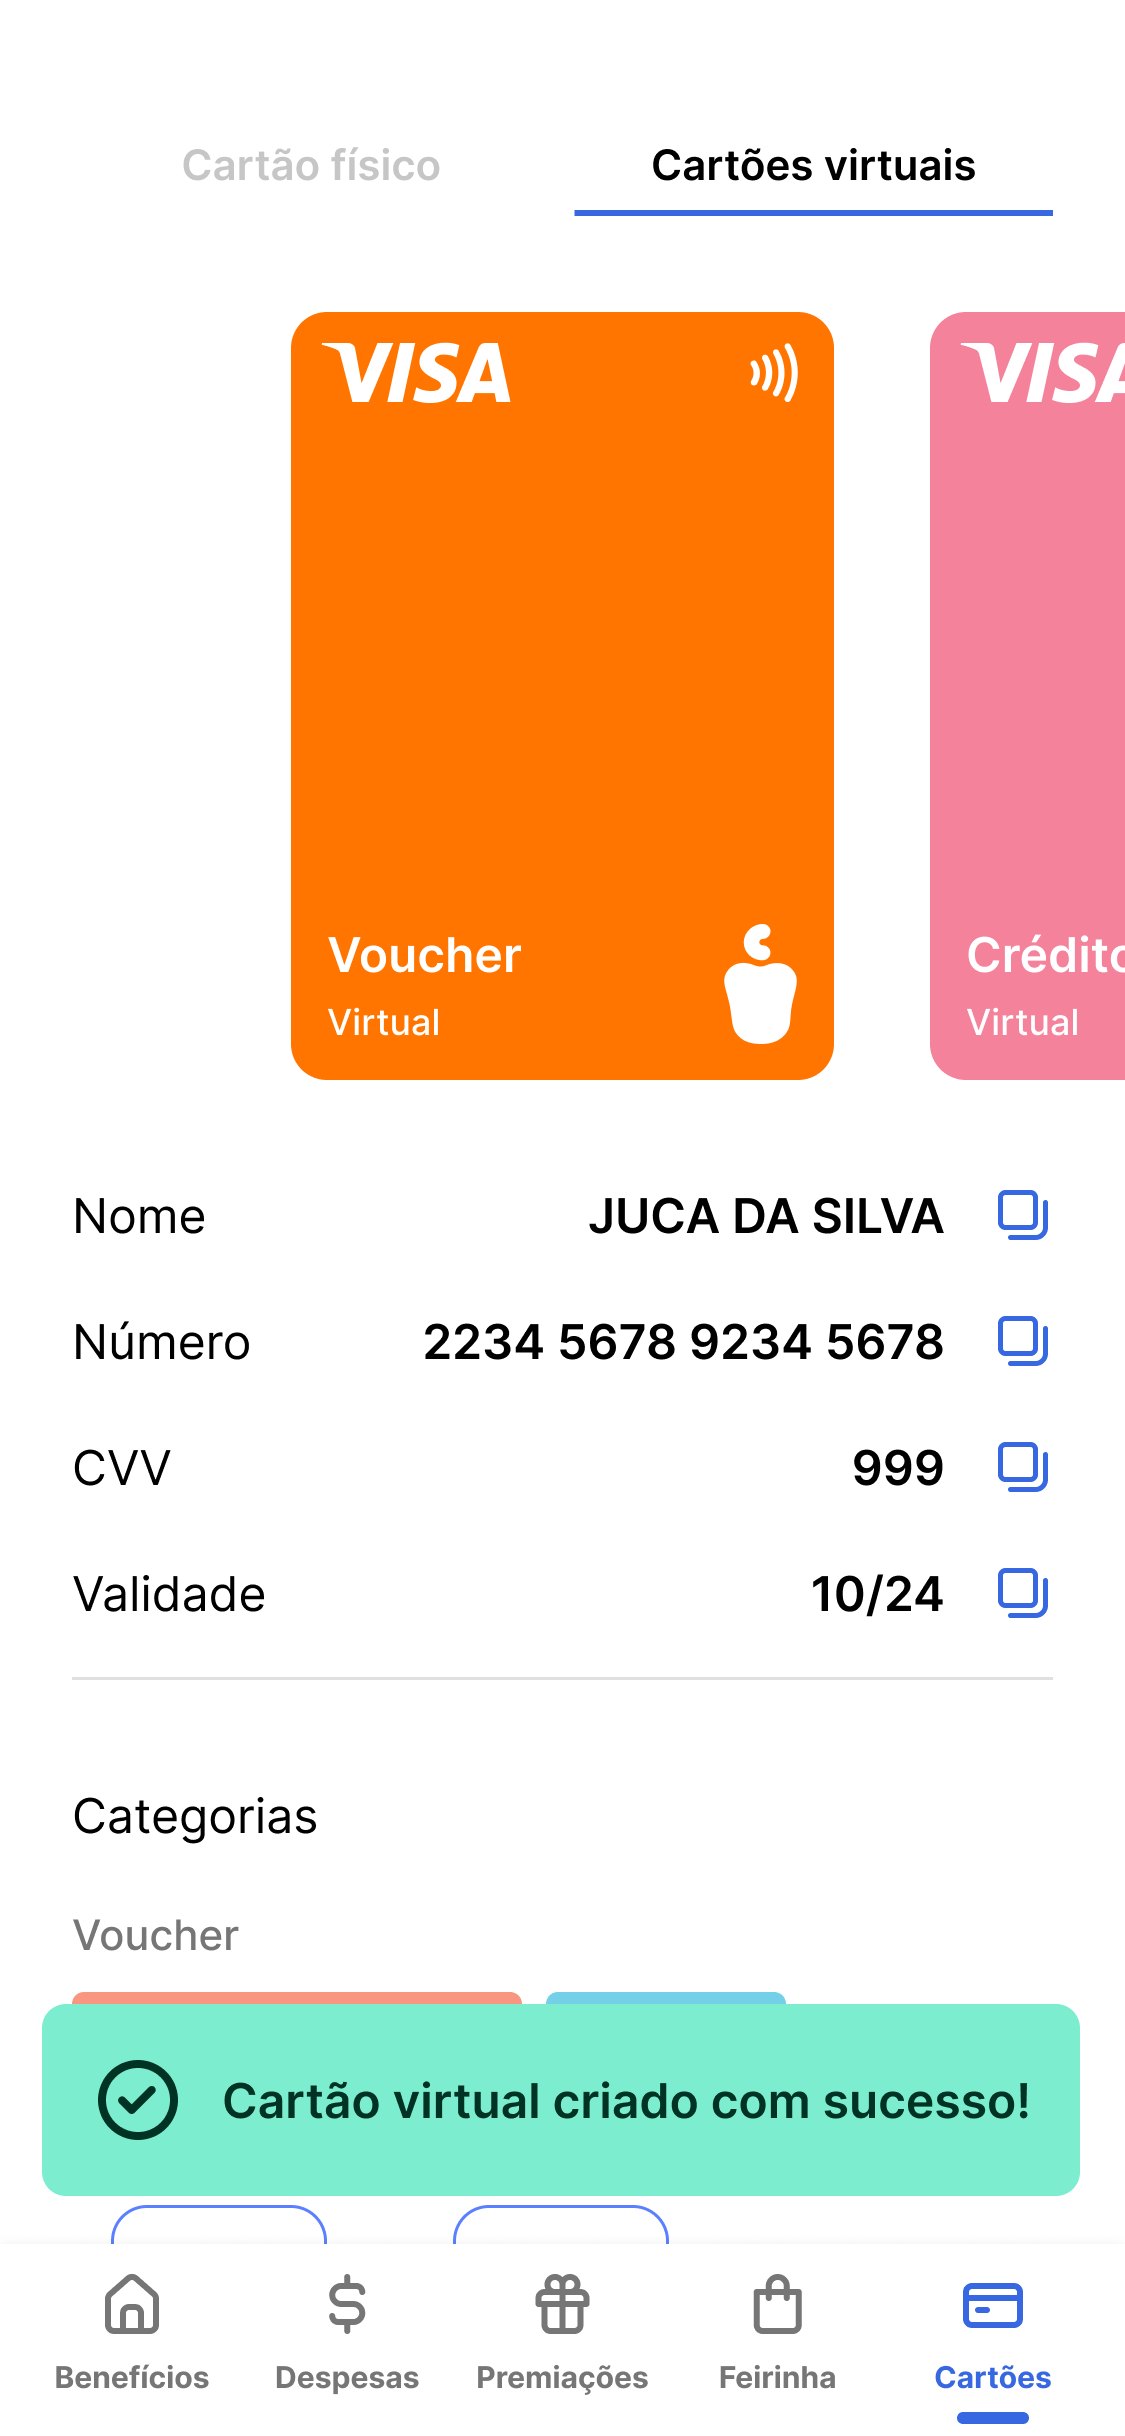 Cartão físico
Cartões virtuais
VISA
VISA
Voucher
Virtual
Crédito
Virtual
Nome
JUCA DA SILVA
Número
2234 5678 9234 5678
CVV
999
Validade
10/24
Categorias
Voucher
Cartão virtual criado com sucesso!
Benefícios
Despesas
Premiações
Feirinha
Cartões